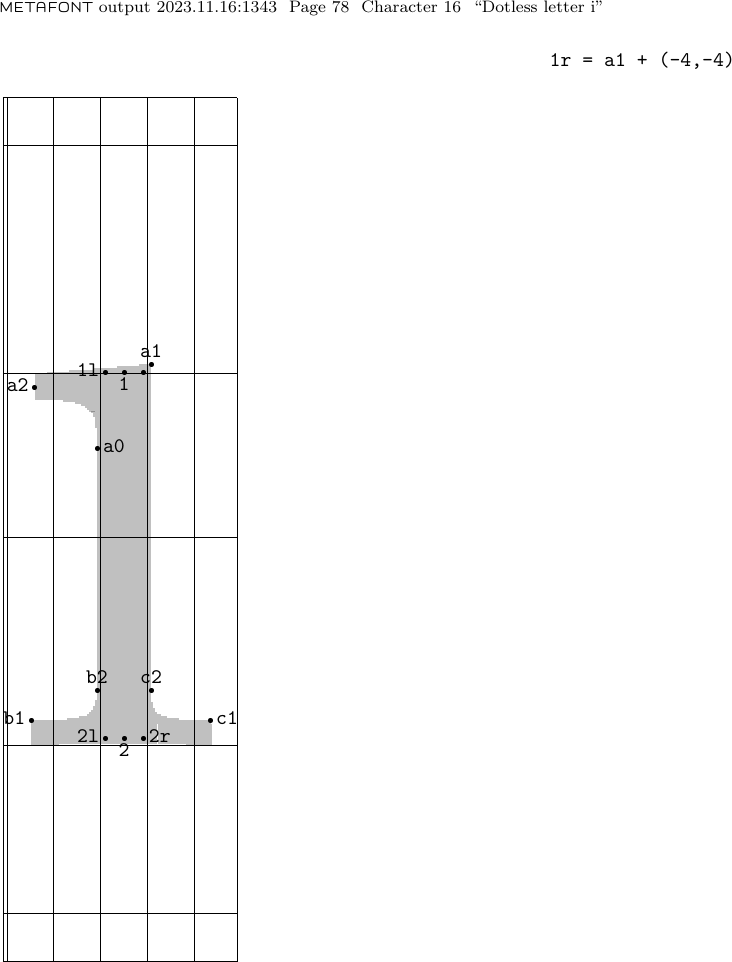 METAFONT output 2023.11.16:1343 Page 78 Character 16 “Dotless letter i”
1r = a1 + (-4,-4)
a1
1l
a2 1
a0
b2 c2
b1 c1
2l 2r
2